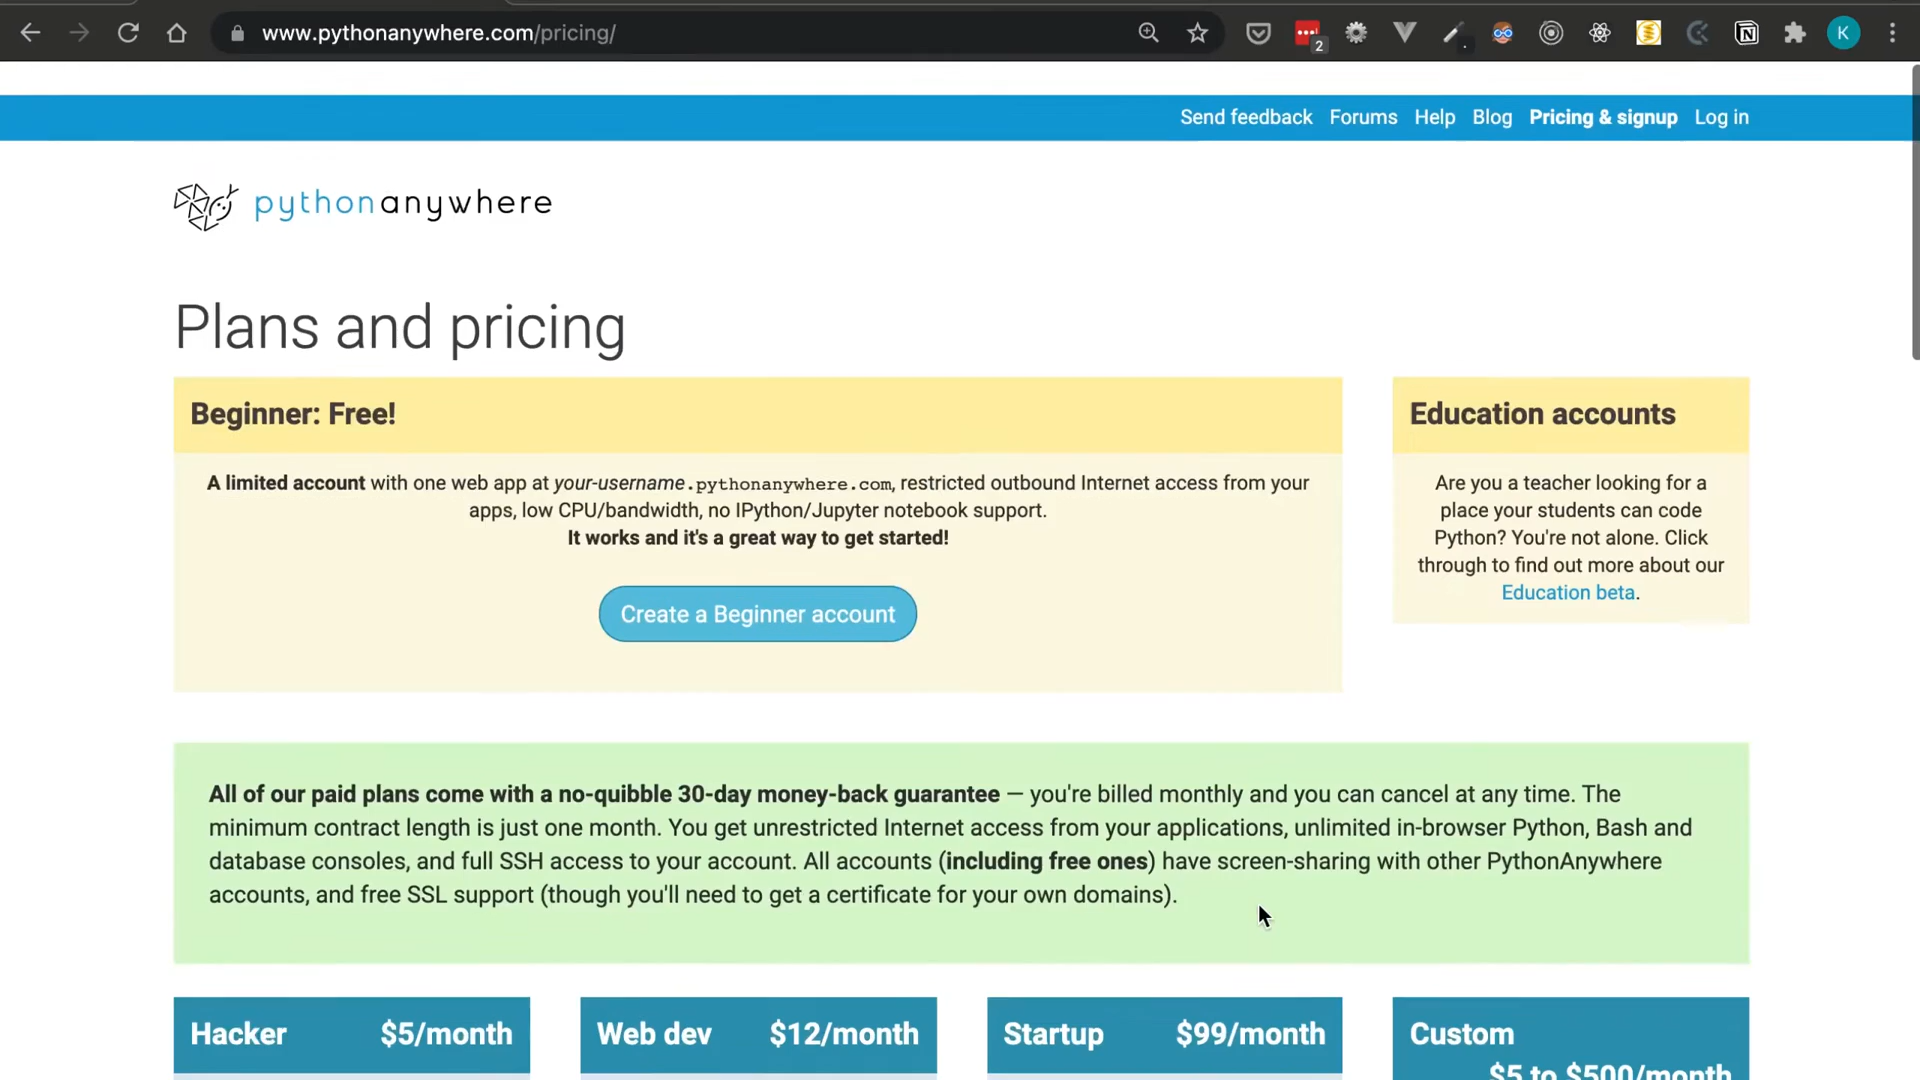 www.pythonanywhere.com/pricing/
2
K
Send feedback Forums Help Blog Pricing & signup Log in
pythonanywhere
Plans and pricing
Beginner: Free!
A limited account with one web app at your-username.pythonanywhere.com, restricted outbound Internet access from your
apps, low CPU/bandwidth, no IPython/Jupyter notebook support.
It works and it's a great way to get started!
Create a Beginner account
Education accounts
Are you a teacher looking for a
place your students can code
Python? You're not alone. Click
through to find out more about our
Education beta.
All of our paid plans come with a no-quibble 30-day money-back guarantee — you're billed monthly and you can cancel at any time. The
minimum contract length is just one month. You get unrestricted Internet access from your applications, unlimited in-browser Python, Bash and
database consoles, and full SSH access to your account. All accounts (including free ones) have screen-sharing with other PythonAnywhere
accounts, and free SSL support (though you'll need to get a certificate for your own domains).
Hacker $5/month
Web dev $12/month
Startup $99/month
Custom
$5 to $500/month